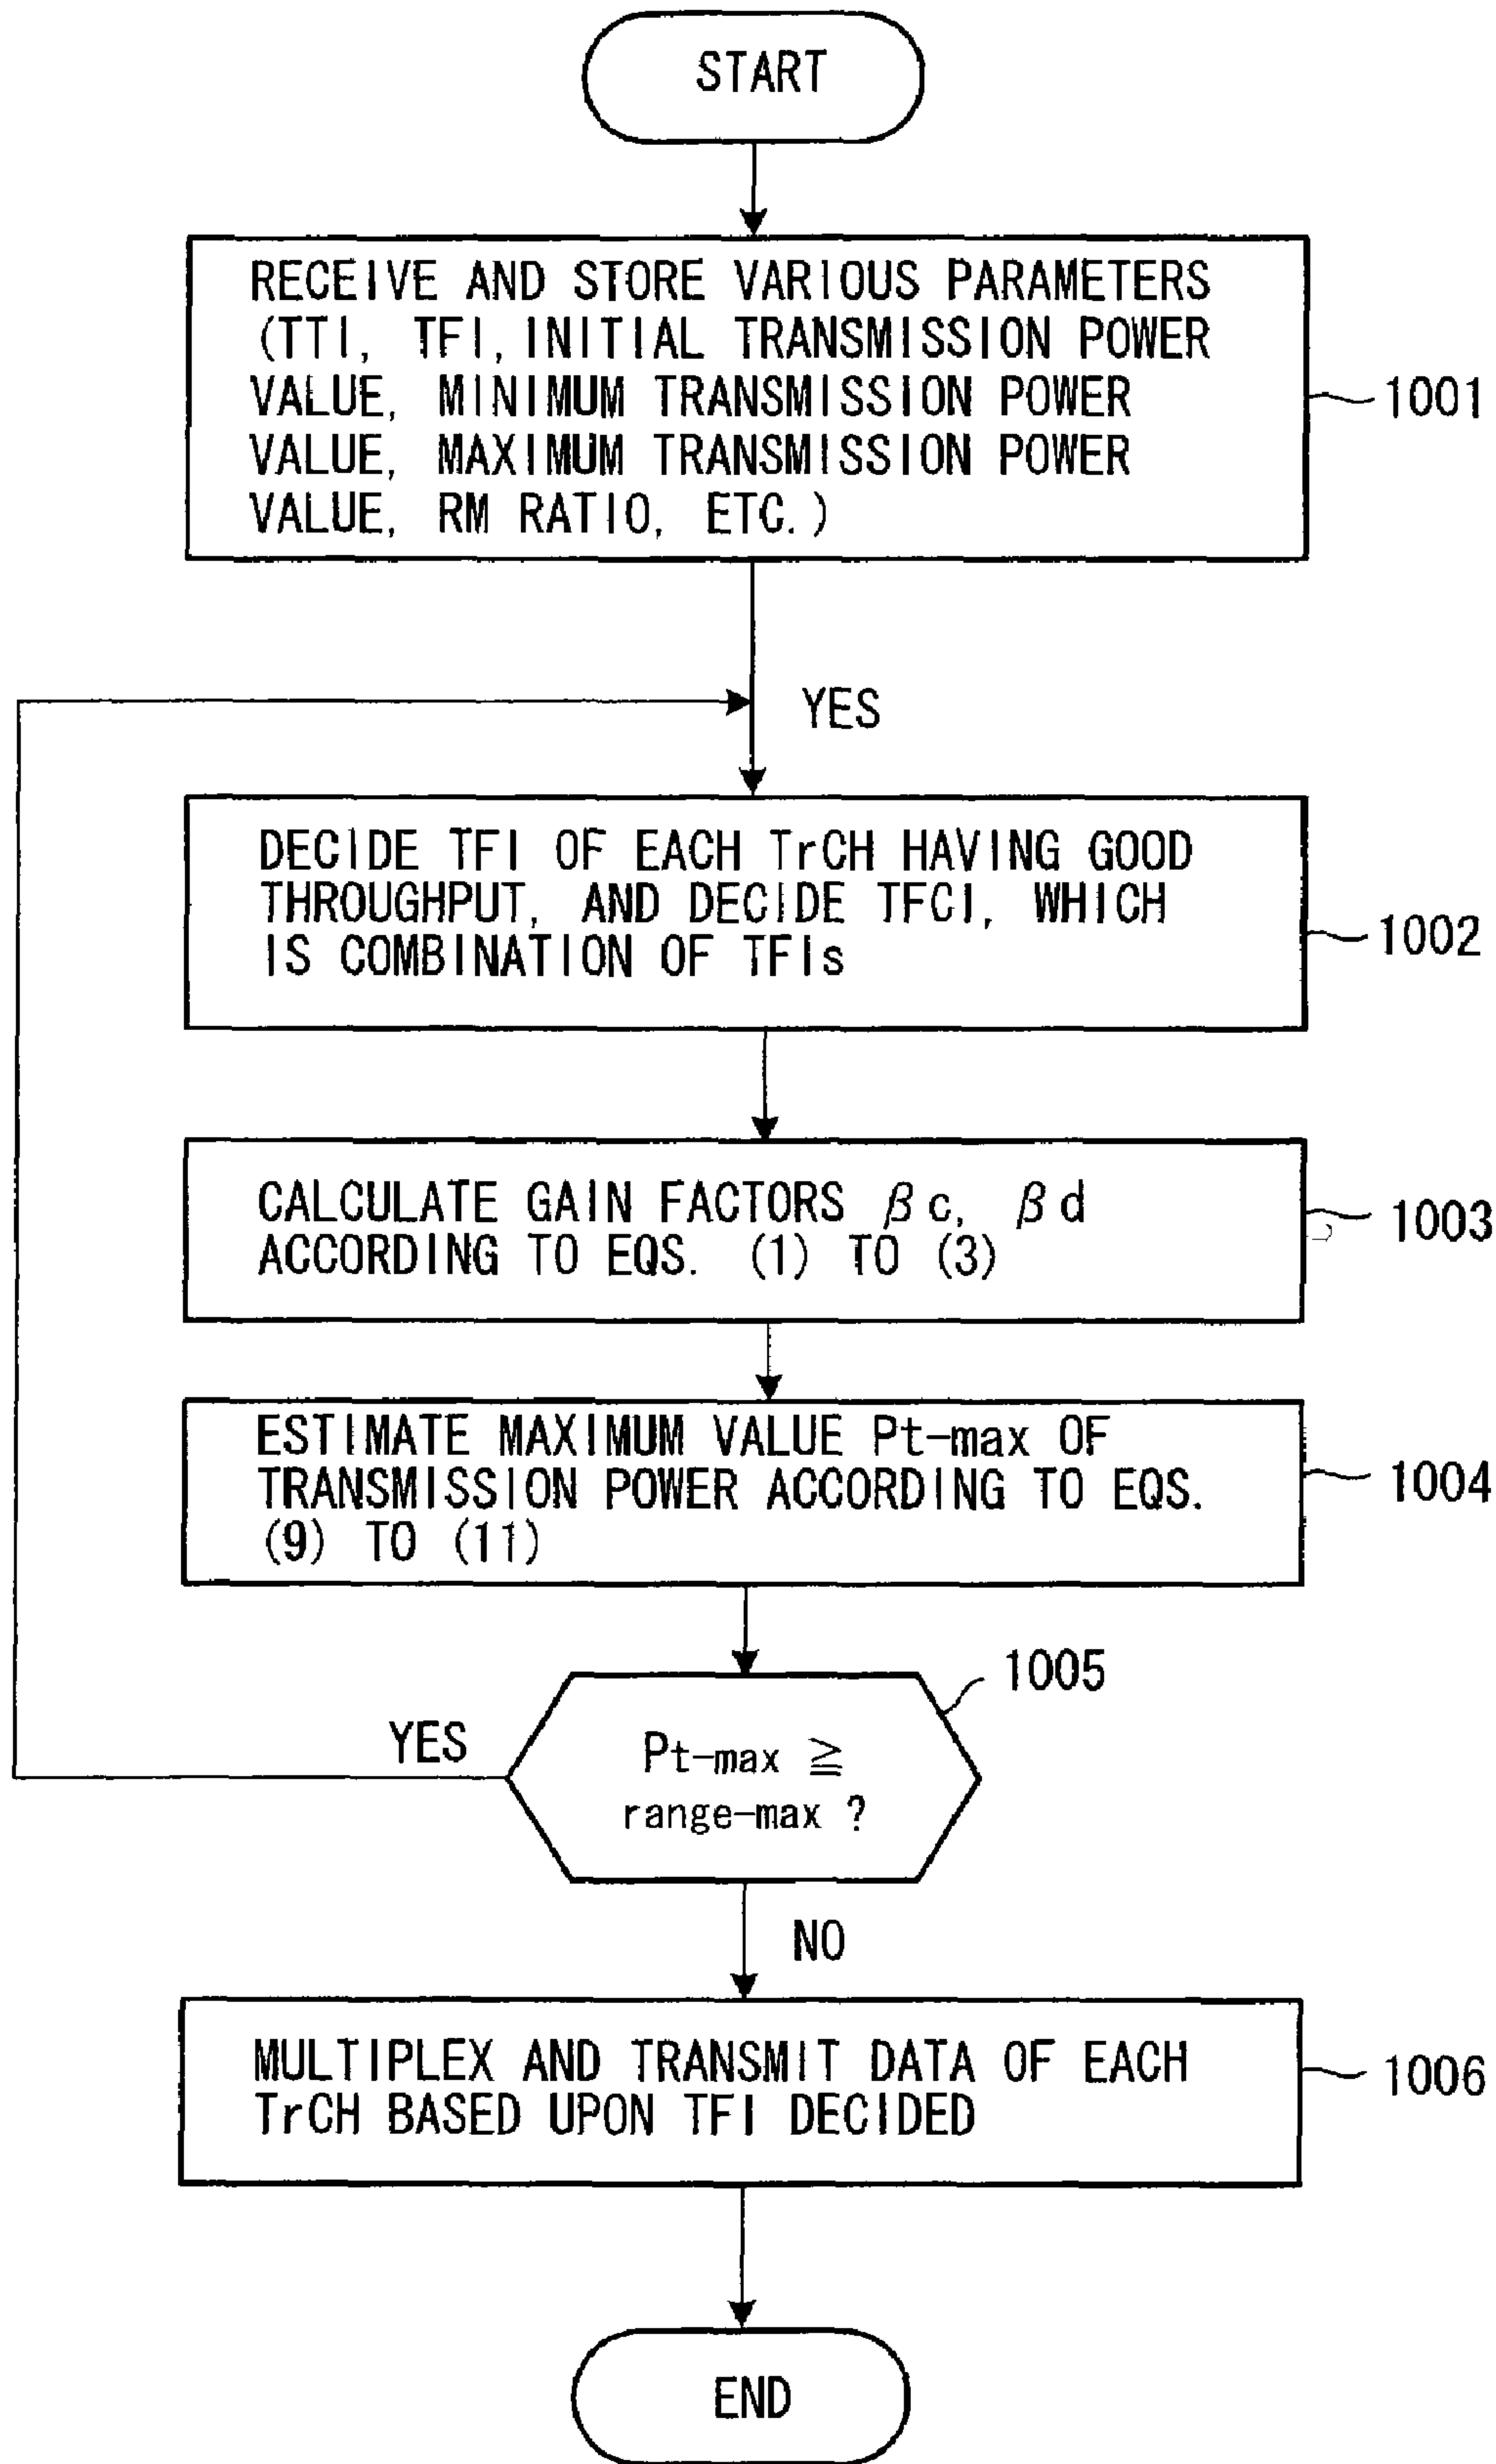 START
RECEIVE AND STORE VARIOUS PARAMETERS
(TTI, TFI, INITIAL TRANSMISSION POWER
VALUE, MINIMUM TRANSMISSION POWER
VALUE, MAXIMUM TRANSMISSION POWER
VALUE, RM RATIO, ETC.)
1001
YES
DECIDE TFI OF EACH TrCH HAVING GOOD
THROUGHPUT, AND DECIDE TFCI, WHICH
IS COMBINATION OF TFIs
1002
CALCULATE GAIN FACTORS βc, βd
ACCORDING TO EQS. (1) TO (3)
1003
ESTIMATE MAXIMUM VALUE Pt-max OF
TRANSMISSION POWER ACCORDING TO EQS.
(9) TO (11)
1004
1005
YES
Pt-max ≧
range-max ?
NO
MULTIPLEX AND TRANSMIT DATA OF EACH
TrCH BASED UPON TFI DECIDED
1006
END